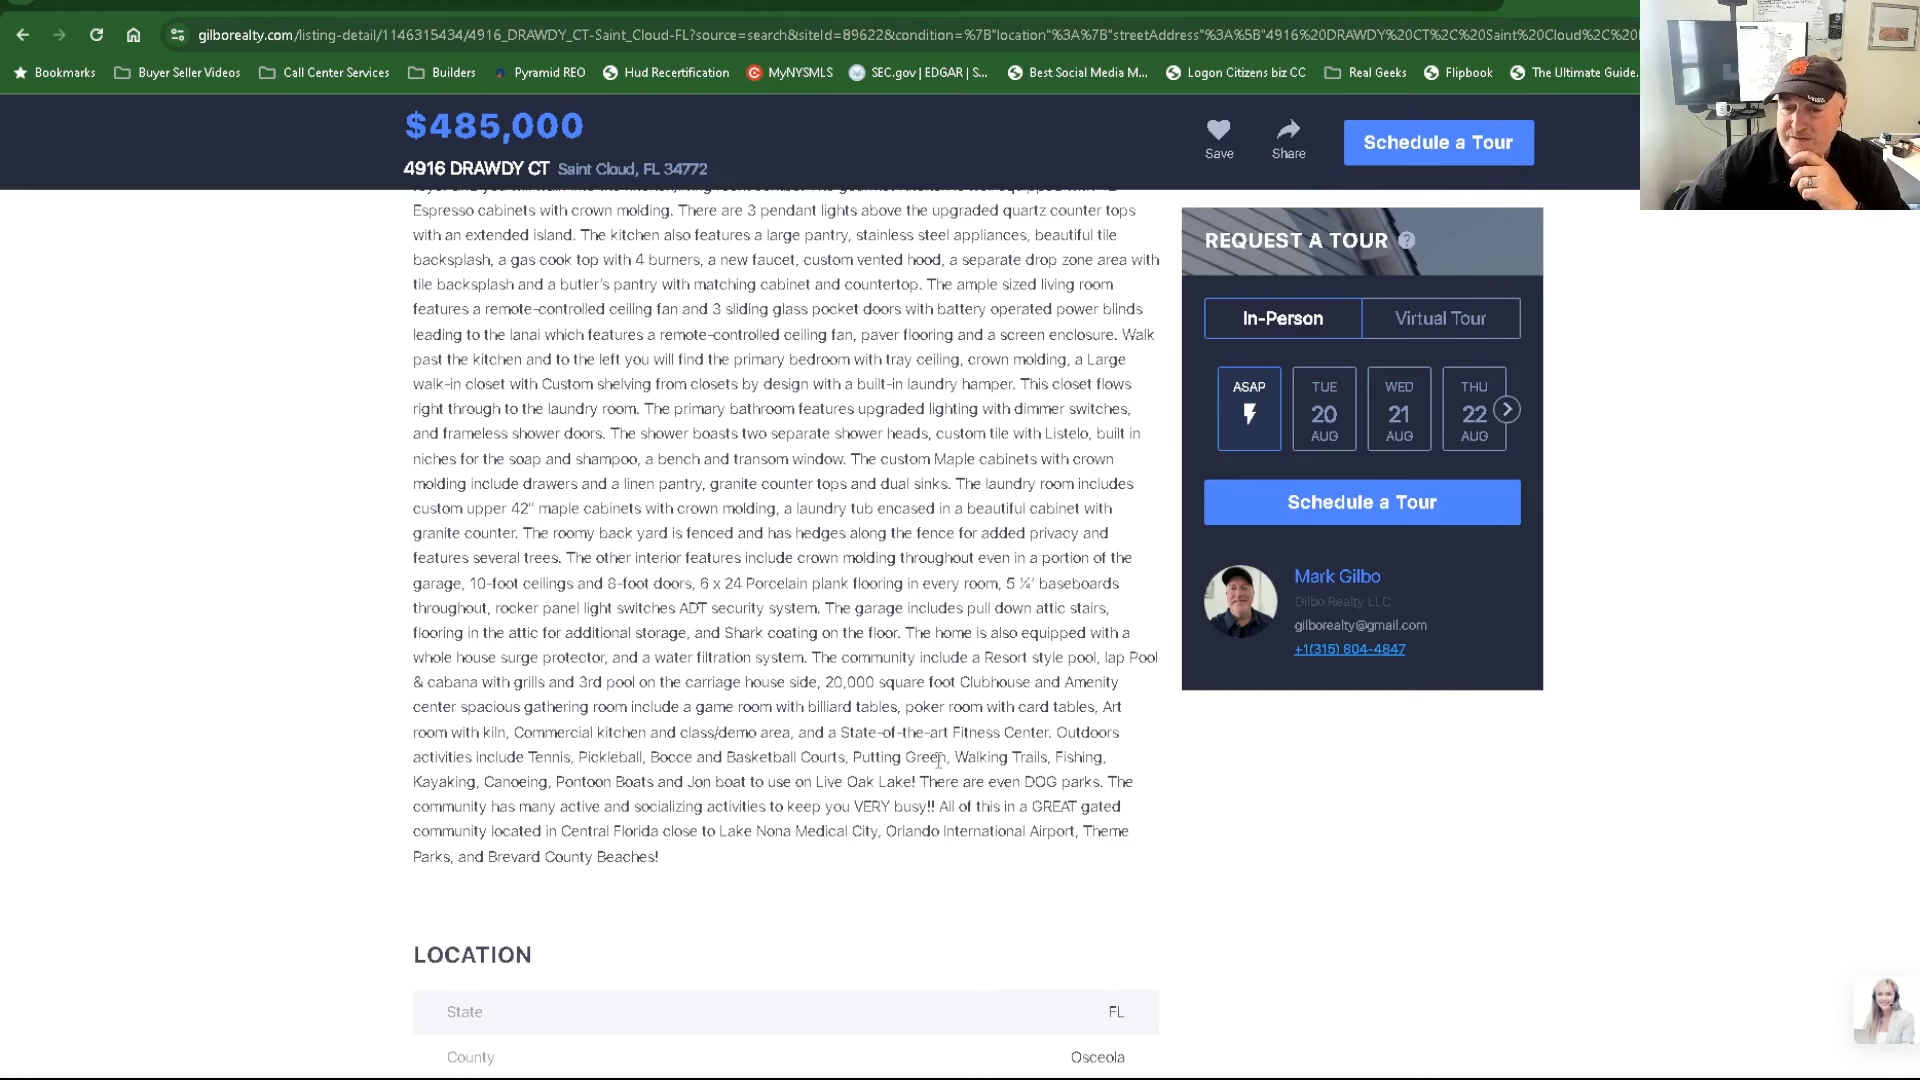 gilborealty.com/listing-detail/1146315434/4916_DRAWDY_CT-Saint_Cloud-FL?source=search&siteId=89622&condition=%7B"location"%3A%7B"streetAddress"%3A%5B"4916%20DRAWDY%20CT%2C%20Saint%20Cloud%2C%20
Bookmarks
Buyer Seller Videos
Call Center Services
Builders
Pyramid REO
Hud Recertification
MyNYSMLS
SEC.gov | EDGAR | S...
Best Social Media M...
Logon Citizens biz CC
Real Geeks
Flipbook
The Ultimate Guide.
$485,000
4916 DRAWDY CT Saint Cloud, FL 34772
Save
Share
Schedule a Tour
Espresso cabinets with crown molding. There are 3 pendant lights above the upgraded quartz counter tops
with an extended island. The kitchen also features a large pantry, stainless steel appliances, beautiful tile
backsplash, a gas cook top with 4 burners, a new faucet, custom vented hood, a separate drop zone area with
tile backsplash and a butler's pantry with matching cabinet and countertop. The ample sized living room
features a remote-controlled ceiling fan and 3 sliding glass pocket doors with battery operated power blinds
leading to the lanai which features a remote-controlled ceiling fan, paver flooring and a screen enclosure. Walk
past the kitchen and to the left you will find the primary bedroom with tray ceiling, crown molding, a Large
walk-in closet with Custom shelving from closets by design with a built-in laundry hamper. This closet flows
right through to the laundry room. The primary bathroom features upgraded lighting with dimmer switches,
and frameless shower doors. The shower boasts two separate shower heads, custom tile with Listelo, built in
niches for the soap and shampoo, a bench and transom window. The custom Maple cabinets with crown
molding include drawers and a linen pantry, granite counter tops and dual sinks. The laundry room includes
custom upper 42" maple cabinets with crown molding, a laundry tub encased in a beautiful cabinet with
granite counter. The roomy back yard is fenced and has hedges along the fence for added privacy and
features several trees. The other interior features include crown molding throughout even in a portion of the
garage, 10-foot ceilings and 8-foot doors, 6 x 24 Porcelain plank flooring in every room, 5 ¼' baseboards
throughout, rocker panel light switches ADT security system. The garage includes pull down attic stairs,
flooring in the attic for additional storage, and Shark coating on the floor. The home is also equipped with a
whole house surge protector, and a water filtration system. The community include a Resort style pool, lap Pool
& cabana with grills and 3rd pool on the carriage house side, 20,000 square foot Clubhouse and Amenity
center spacious gathering room include a game room with billiard tables, poker room with card tables, Art
room with kiln, Commercial kitchen and class/demo area, and a State-of-the-art Fitness Center. Outdoors
activities include Tennis, Pickleball, Bocce and Basketball Courts, Putting Green, Walking Trails, Fishing,
Kayaking, Canoeing, Pontoon Boats and Jon boat to use on Live Oak Lake! There are even DOG parks. The
community has many active and socializing activities to keep you VERY busy!! All of this in a GREAT gated
community located in Central Florida close to Lake Nona Medical City, Orlando International Airport, Theme
Parks, and Brevard County Beaches!
LOCATION
State FL
County Osceola
REQUEST A TOUR ?
In-Person
Virtual Tour
ASAP
TUE 20 AUG
WED 21 AUG
THU 22 AUG
Schedule a Tour
Mark Gilbo
Gilbo Realty LLC
gilborealty@gmail.com
+1(315) 804-4847